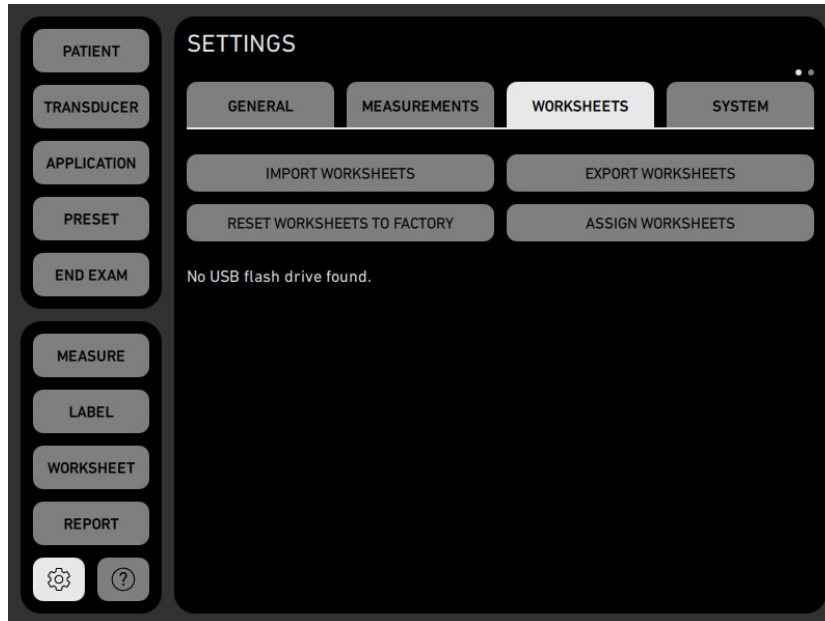 PATIENT
TRANSDUCER
APPLICATION
PRESET
END EXAM
MEASURE
LABEL
WORKSHEET
REPORT
?
SETTINGS
GENERAL MEASUREMENTS WORKSHEETS SYSTEM
IMPORT WORKSHEETS EXPORT WORKSHEETS
RESET WORKSHEETS TO FACTORY ASSIGN WORKSHEETS
No USB flash drive found.